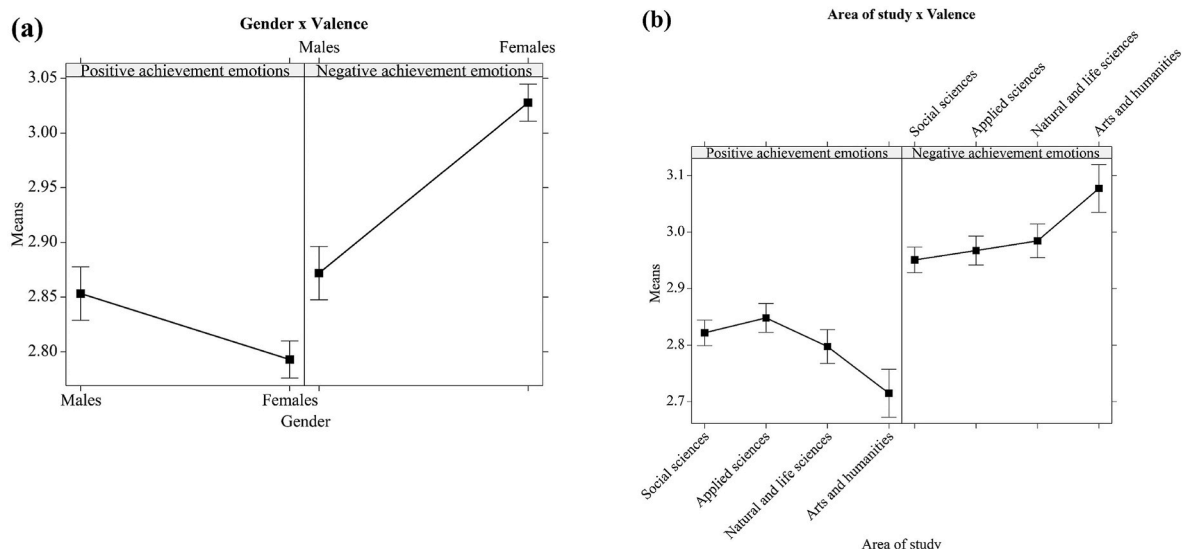 (a)
Gender x Valence
Males
Females
Positive achievement emotions
Negative achievement emotions
3.05
3.00
2.95
2.90
2.85
2.80
Means
Males
Females
Gender
(b)
Area of study x Valence
Social sciences
Applied sciences
Natural and life sciences
Arts and humanities
Positive achievement emotions
Negative achievement emotions
3.1
3.0
2.9
2.8
2.7
Means
Social sciences
Applied sciences
Natural and life sciences
Arts and humanities
Area of study